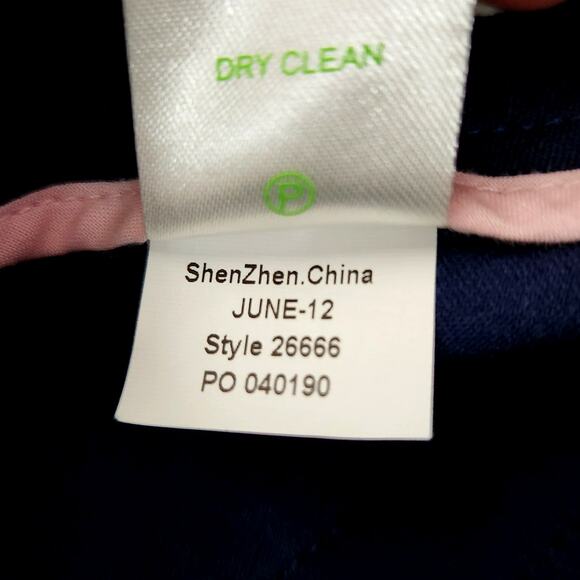 DRY CLEAN
P
ShenZhen.China
JUNE-12
Style 26666
PO 040190